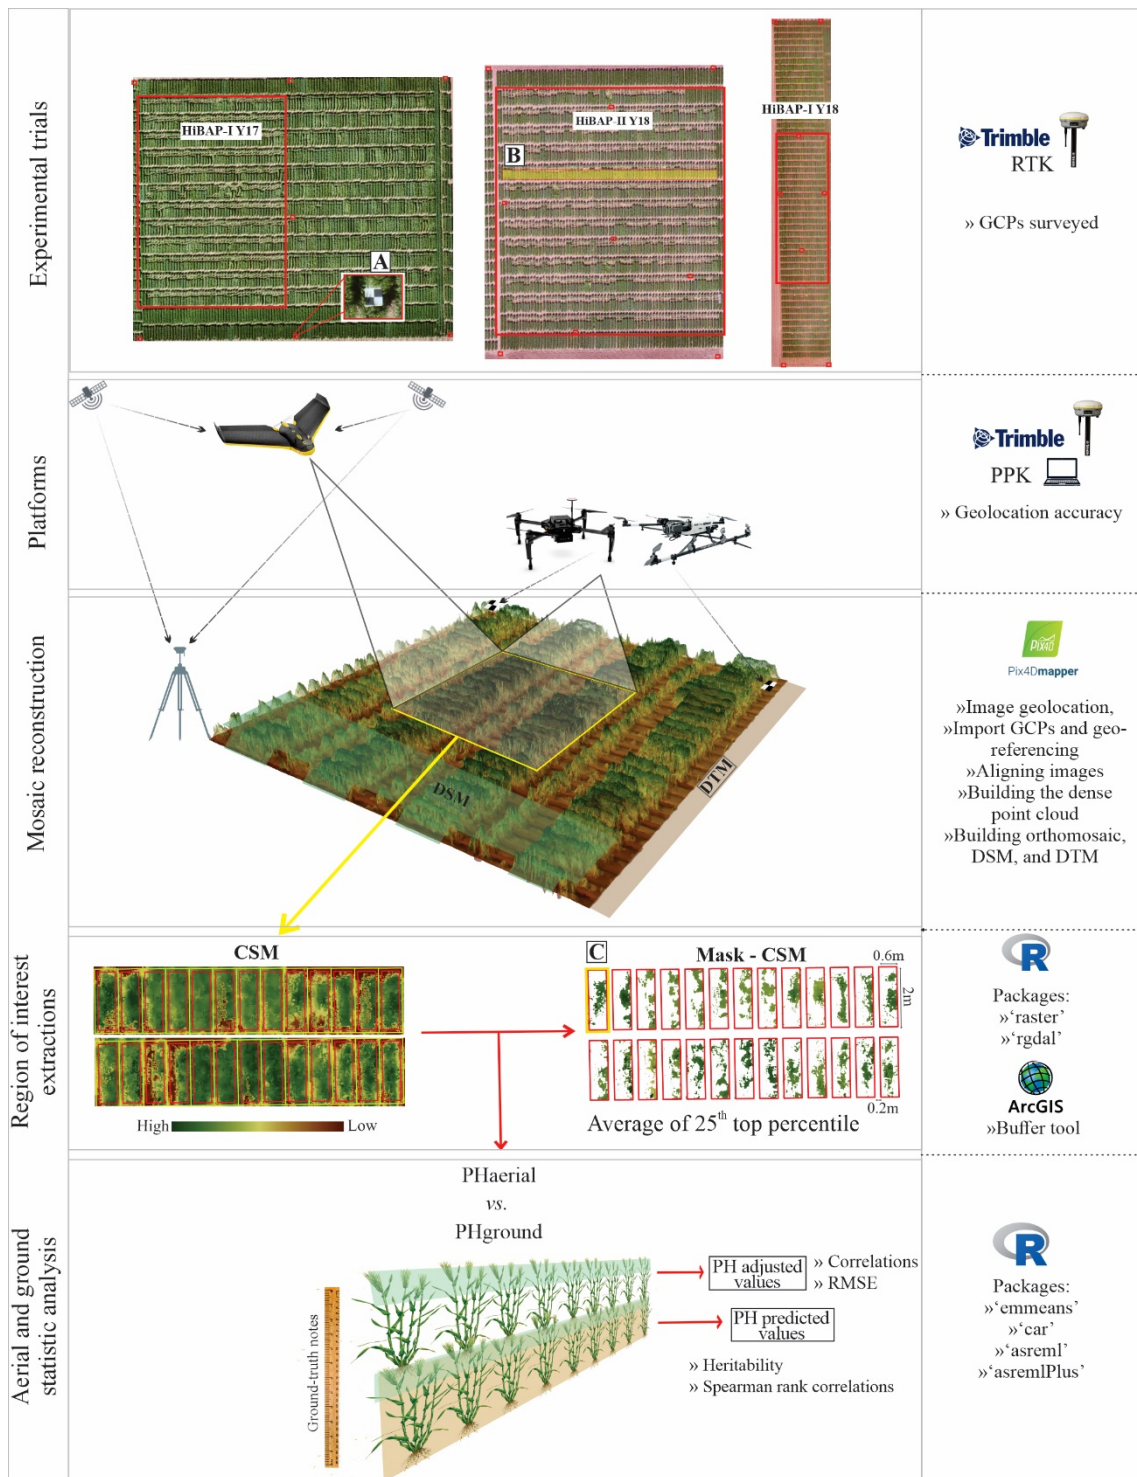 Experimental trials
HiBAP-I Y17
A
HiBAP-II Y18
B
HiBAP-I Y18
Trimble
RTK
» GCPs surveyed
Platforms
Trimble
PPK
» Geolocation accuracy
Mosaic reconstruction
DSM
DTM
PIX4D
Pix4Dmapper
»Image geolocation,
»Import GCPs and geo-
referencing
»Aligning images
»Building the dense
point cloud
»Building orthomosaic,
DSM, and DTM
Region of interest
extractions
CSM
High
Low
C
Mask - CSM
0.6m
2m
0.2m
Average of 25th top percentile
R
Packages:
»‘raster’
»‘rgdal’
ArcGIS
»Buffer tool
Aerial and ground
statistic analysis
PHaerial
vs.
PHground
Ground-truth notes
PH adjusted
values
» Correlations
» RMSE
PH predicted
values
» Heritability
» Spearman rank correlations
R
Packages:
»‘emmeans’
»‘car’
»‘asreml’
»‘asremlPlus’